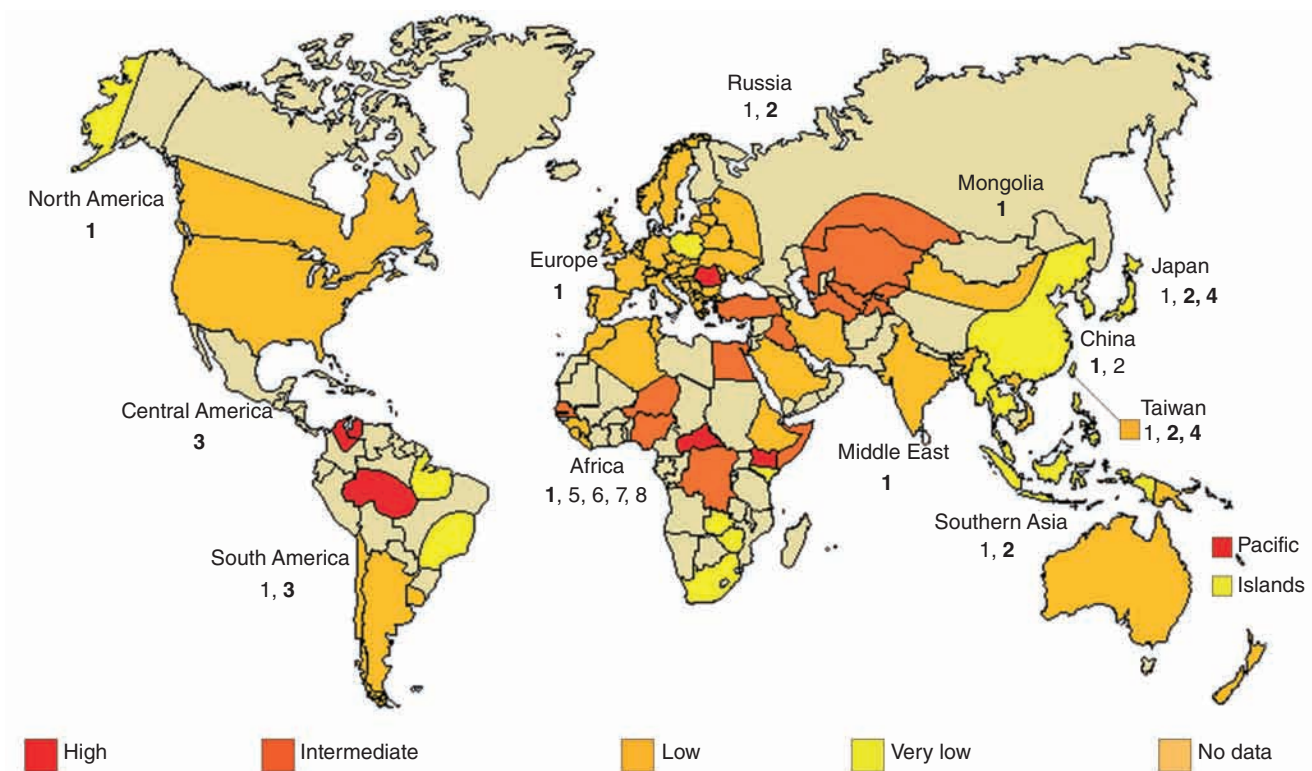 Russia
1, 2
Mongolia
1
North America
1
Europe
1
Japan
1, 2, 4
China
1, 2
Central America
3
Taiwan
1, 2, 4
Africa
1, 5, 6, 7, 8
Middle East
1
Southern Asia
1, 2
South America
1, 3
Pacific
Islands
High
Intermediate
Low
Very low
No data